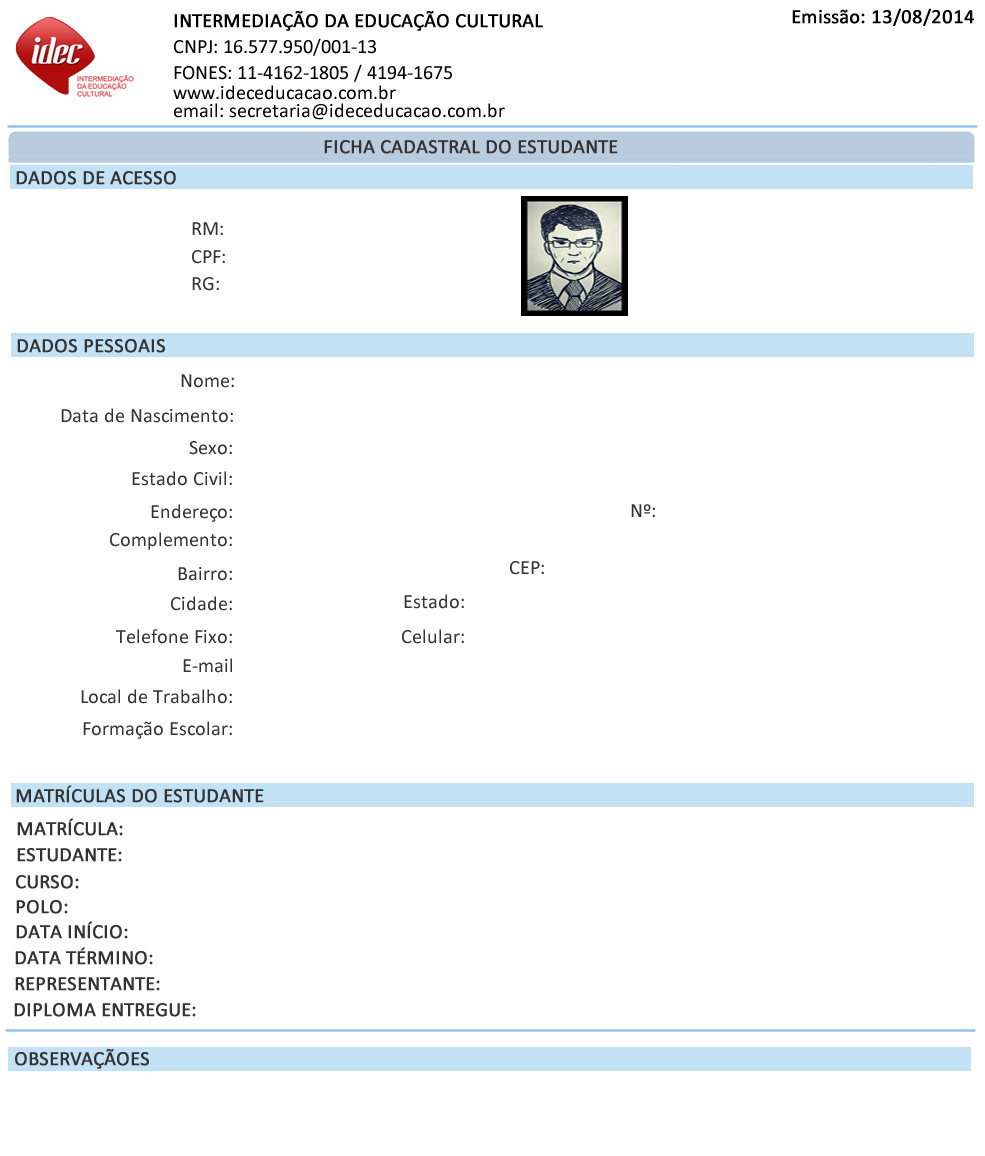 idec
INTERMEDIAÇÃO
DA EDUCAÇÃO
CULTURAL
INTERMEDIAÇÃO DA EDUCAÇÃO CULTURAL
Emissão: 13/08/2014
CNPJ: 16.577.950/001-13
FONES: 11-4162-1805 / 4194-1675
www.ideceducacao.com.br
email: secretaria@ideceducacao.com.br
FICHA CADASTRAL DO ESTUDANTE
DADOS DE ACESSO
RM:
CPF:
RG:
DADOS PESSOAIS
Nome:
Data de Nascimento:
Sexo:
Estado Civil:
Endereço: Nº:
Complemento:
Bairro: CEP:
Cidade: Estado:
Telefone Fixo: Celular:
E-mail
Local de Trabalho:
Formação Escolar:
MATRÍCULAS DO ESTUDANTE
MATRÍCULA:
ESTUDANTE:
CURSO:
POLO:
DATA INÍCIO:
DATA TÉRMINO:
REPRESENTANTE:
DIPLOMA ENTREGUE:
OBSERVAÇÃOES